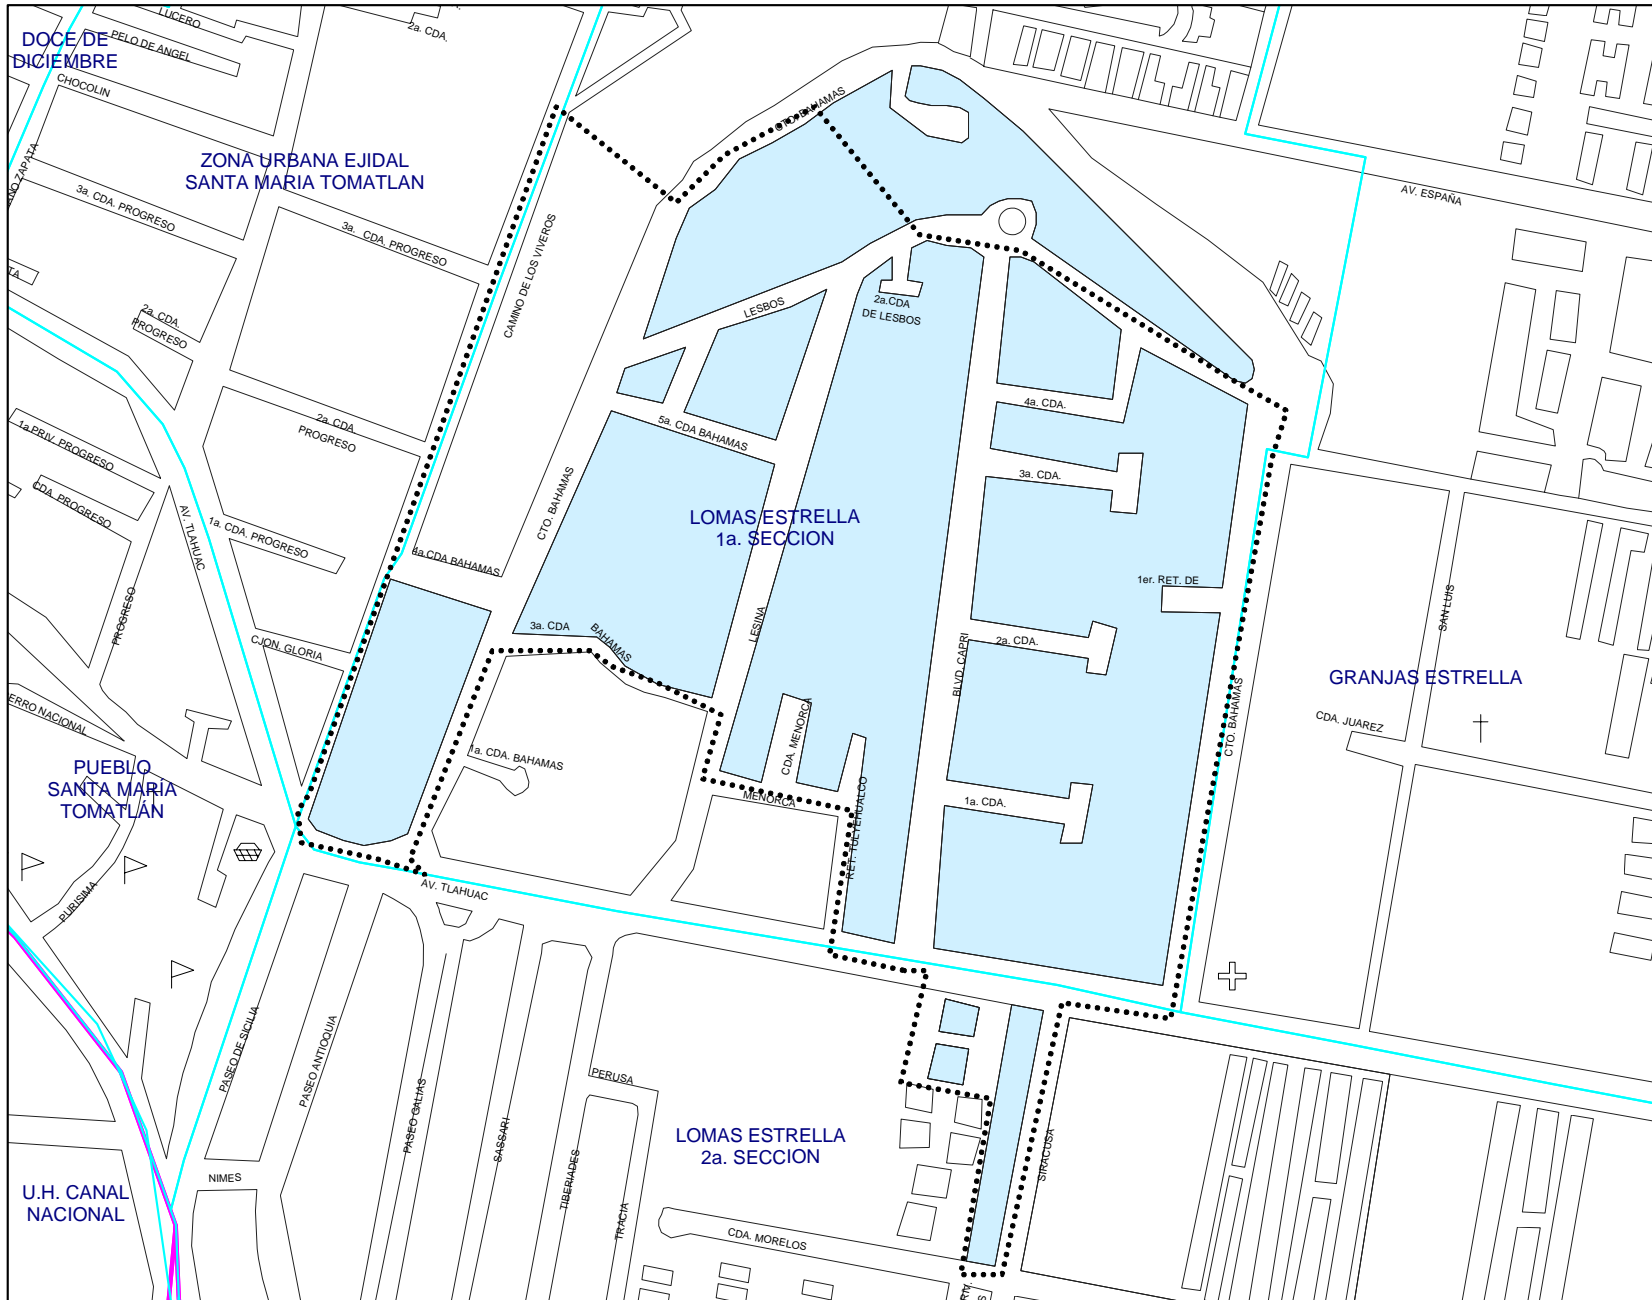 LUCERO
2a. CDA.
DOCE DE
DICIEMBRE
PELO DE ANGEL
CHOCOLIN
CTO. BAHAMAS
ZONA URBANA EJIDAL
SANTA MARIA TOMATLAN
AV. ESPAÑA
3a. CDA. PROGRESO
3a. CDA. PROGRESO
CAMINO DE LOS VIVEROS
2a. CDA.
PROGRESO
LESBOS
2a.CDA
DE LESBOS
2a. CDA
PROGRESO
4a. CDA.
5a. CDA BAHAMAS
1a.PRIV. PROGRESO
CDA. PROGRESO
3a. CDA.
CTO. BAHAMAS
AV. TLAHUAC
1a. CDA. PROGRESO
LOMAS ESTRELLA
1a. SECCION
4a.CDA BAHAMAS
1er. RET. DE
PROGRESO
SAN LUIS
3a. CDA
BAHAMAS
LESINA
CJON. GLORIA
2a. CDA.
BLVD. CAPRI
GRANJAS ESTRELLA
CTO. BAHAMAS
CDA. JUAREZ
ERRO NACIONAL
CDA. MENORCA
1a. CDA. BAHAMAS
PUEBLO
SANTA MARÍA
TOMATLÁN
MENORCA
1a. CDA.
RET. TULYEHUALCO
AV. TLAHUAC
PURISIMA
PASEO DE SICILIA
PASEO ANTIOQUIA
PERUSA
PASEO GALIAS
SASSARI
LOMAS ESTRELLA
2a. SECCION
SIRACUSA
TIBERIADES
NIMES
U.H. CANAL
NACIONAL
TRACIA
CDA. MORELOS